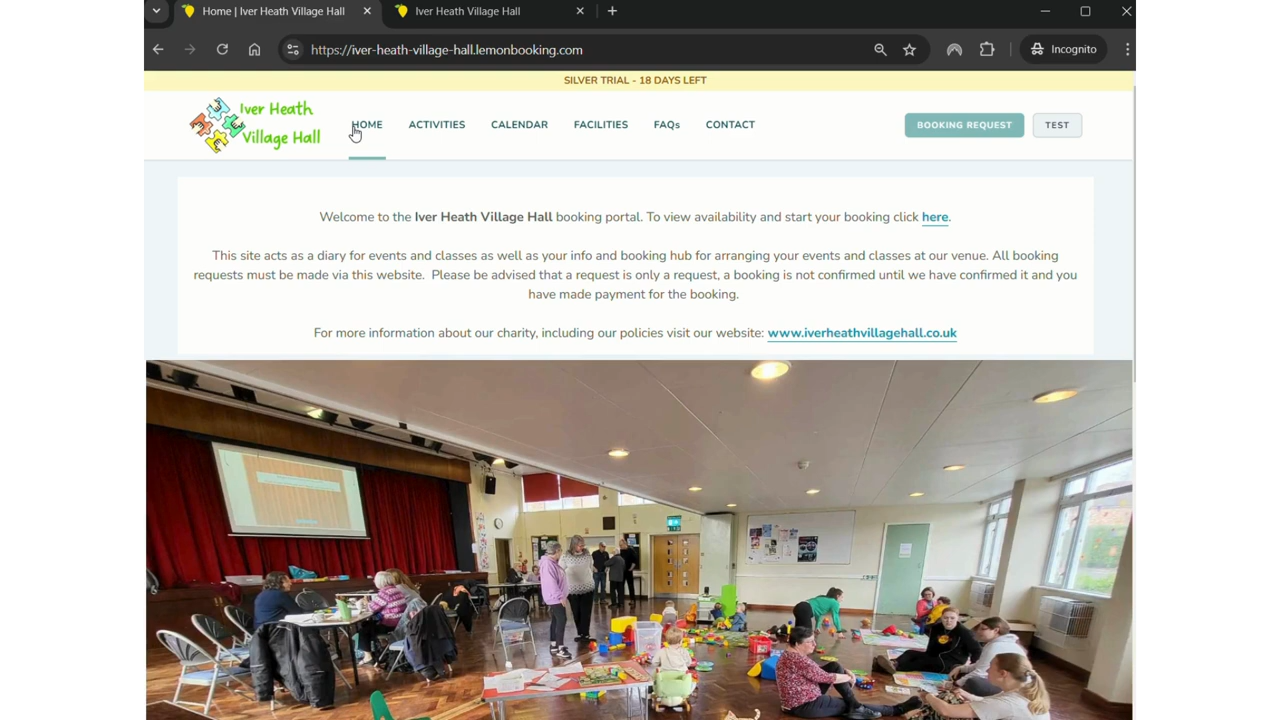 Home | Iver Heath Village Hall
Iver Heath Village Hall
https://iver-heath-village-hall.lemonbooking.com
Incognito
SILVER TRIAL - 18 DAYS LEFT
Iver Heath
Village Hall
HOME
ACTIVITIES
CALENDAR
FACILITIES
FAQs
CONTACT
BOOKING REQUEST
TEST
Welcome to the Iver Heath Village Hall booking portal. To view availability and start your booking click here.
This site acts as a diary for events and classes as well as your info and booking hub for arranging your events and classes at our venue. All booking
requests must be made via this website. Please be advised that a request is only a request, a booking is not confirmed until we have confirmed it and you
have made payment for the booking.
For more information about our charity, including our policies visit our website: www.iverheathvillagehall.co.uk